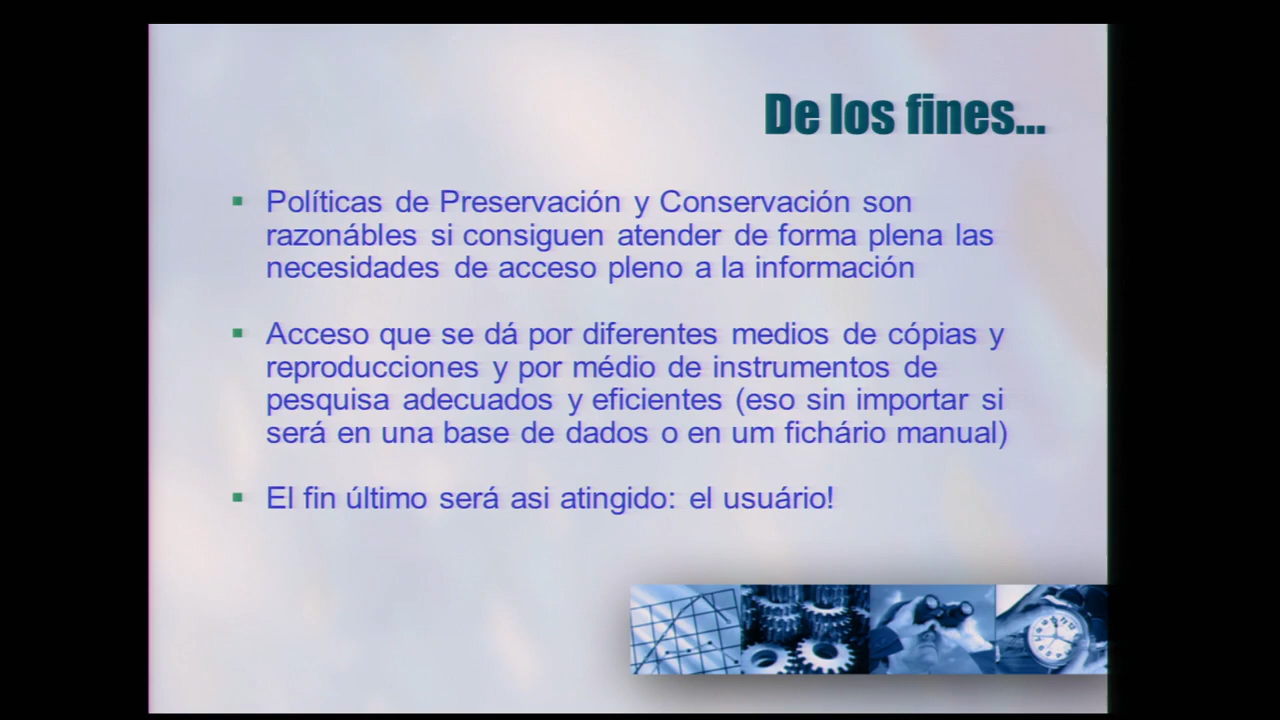 De los fines...
▪ Políticas de Preservación y Conservación son
razonábles si consiguen atender de forma plena las
necesidades de acceso pleno a la información
▪ Acceso que se dá por diferentes medios de cópias y
reproducciones y por médio de instrumentos de
pesquisa adecuados y eficientes (eso sin importar si
será en una base de dados o en um fichário manual)
▪ El fin último será asi atingido: el usuário!